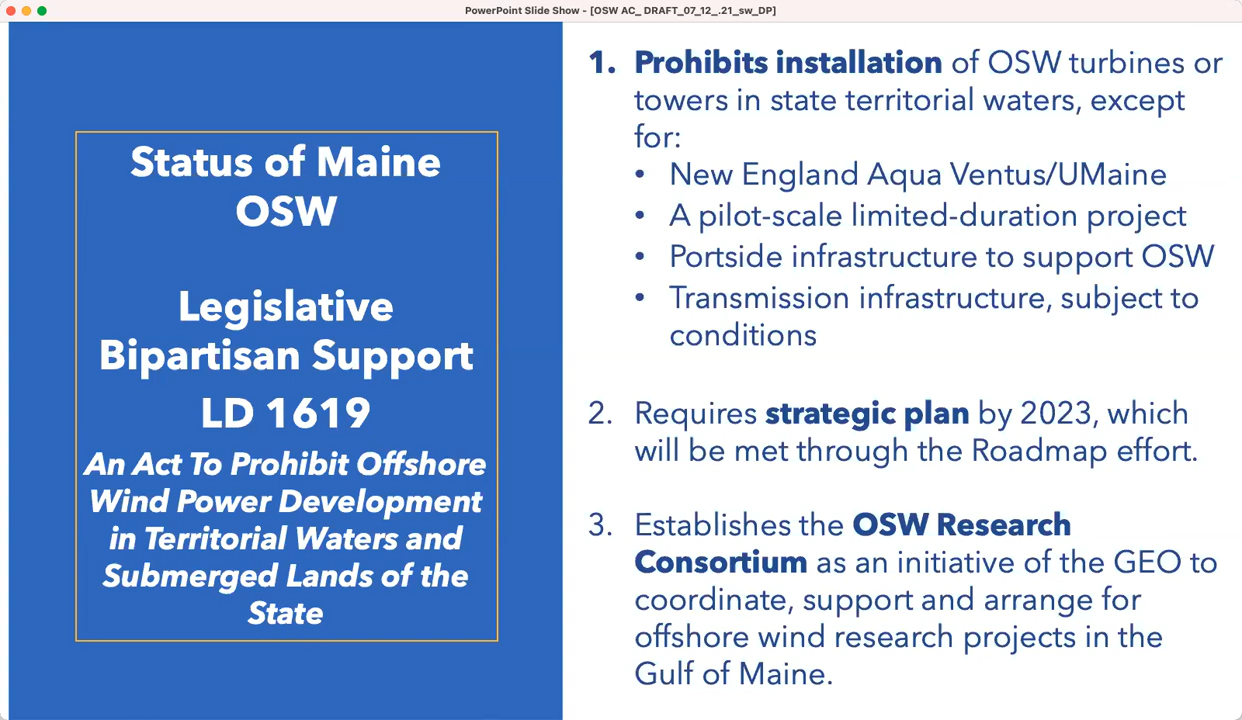 PowerPoint Slide Show - [OSW AC_ DRAFT_07_12_.21_sw_DP]
Status of Maine
OSW
Legislative
Bipartisan Support
LD 1619
An Act To Prohibit Offshore
Wind Power Development
in Territorial Waters and
Submerged Lands of the
State
1. Prohibits installation of OSW turbines or
towers in state territorial waters, except
for:
• New England Aqua Ventus/UMaine
• A pilot-scale limited-duration project
• Portside infrastructure to support OSW
• Transmission infrastructure, subject to
conditions
2. Requires strategic plan by 2023, which
will be met through the Roadmap effort.
3. Establishes the OSW Research
Consortium as an initiative of the GEO to
coordinate, support and arrange for
offshore wind research projects in the
Gulf of Maine.